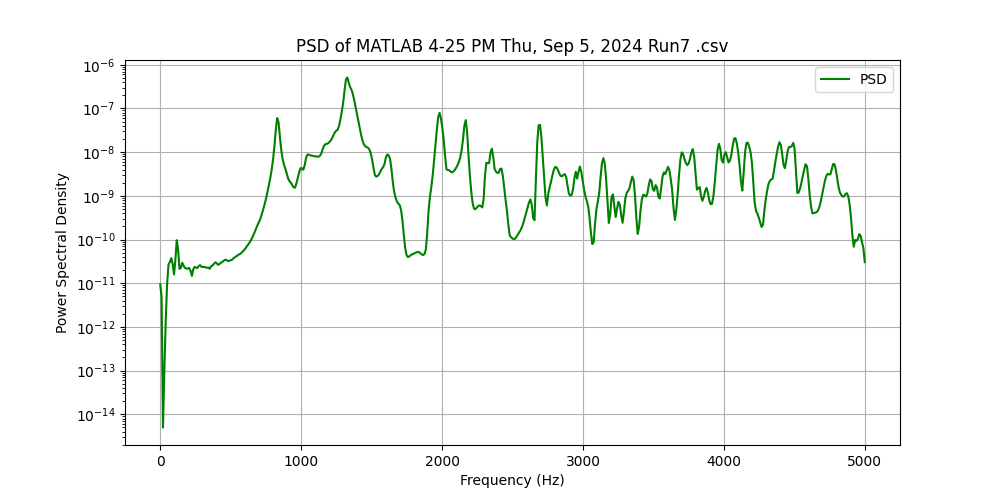 PSD of MATLAB 4-25 PM Thu, Sep 5, 2024 Run7 .csv
PSD
10⁻⁶
10⁻⁷
10⁻⁸
10⁻⁹
10⁻¹⁰
10⁻¹¹
10⁻¹²
10⁻¹³
10⁻¹⁴
Power Spectral Density
0 1000 2000 3000 4000 5000
Frequency (Hz)